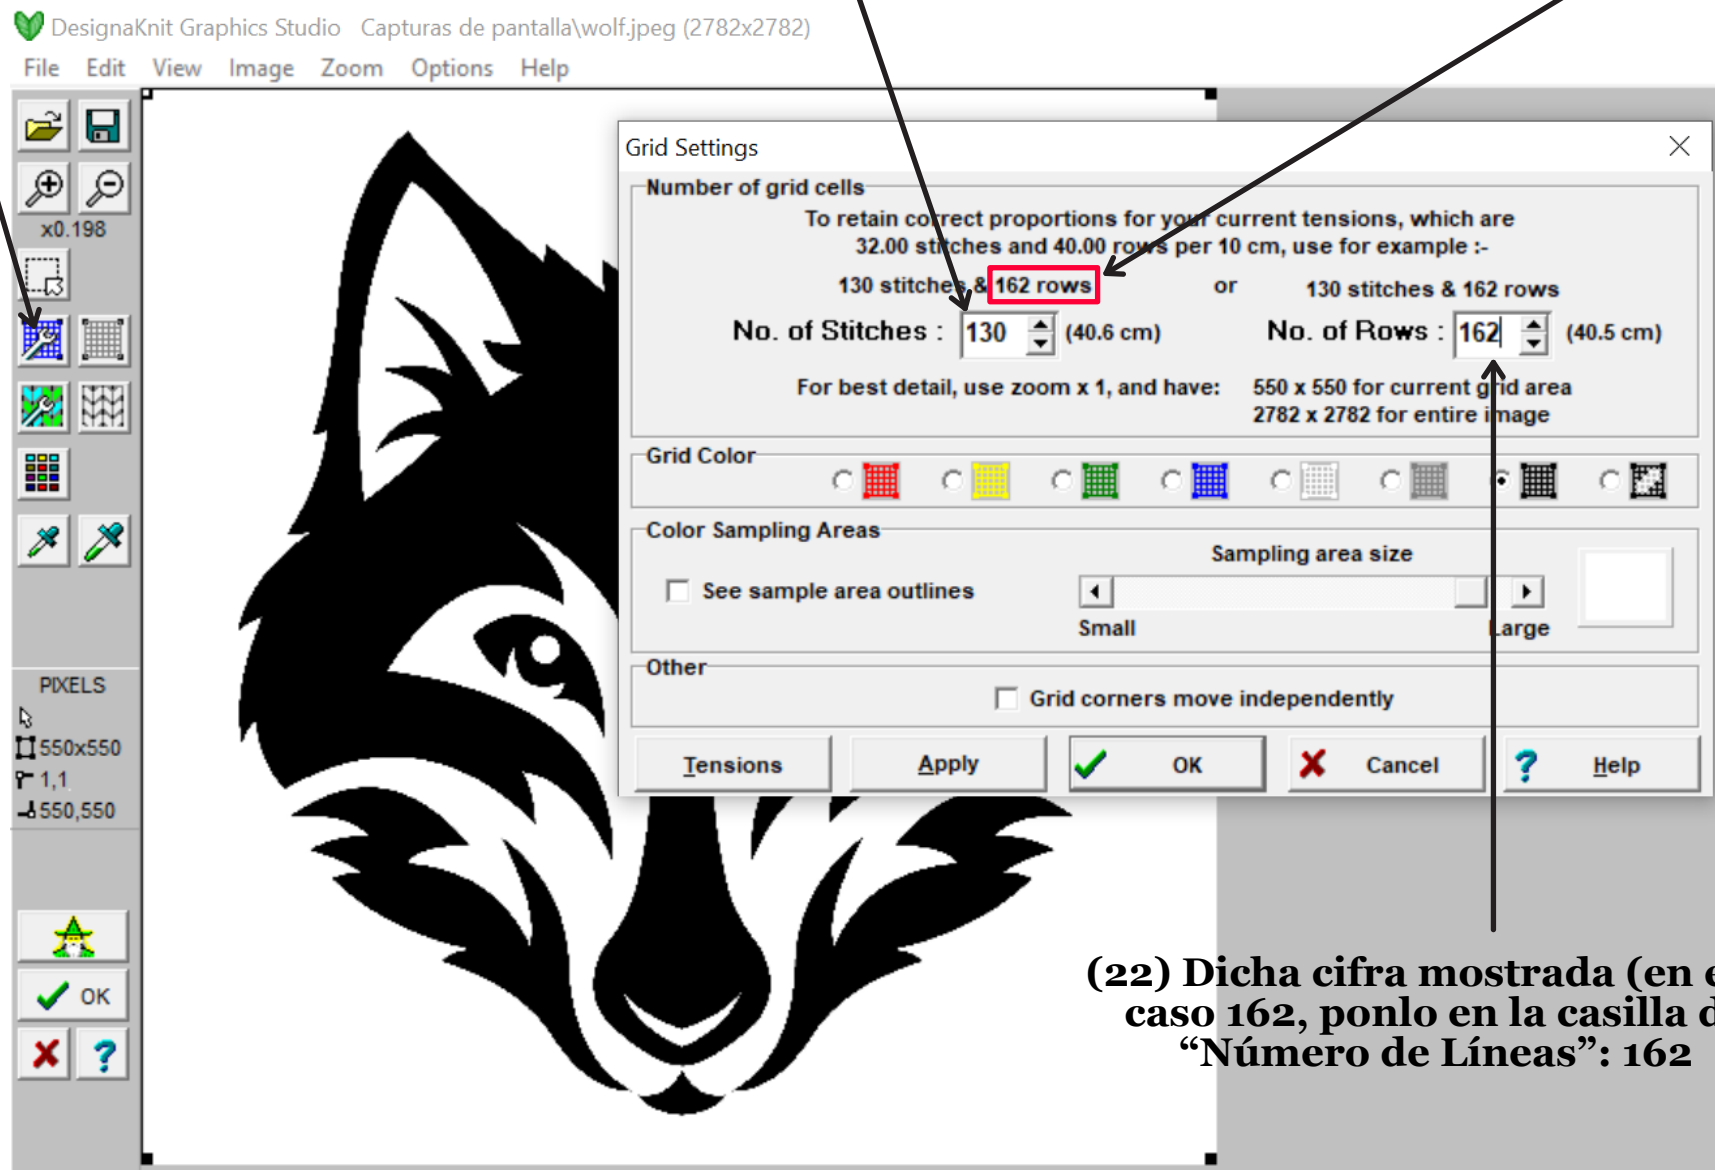 DesignaKnit Graphics Studio Capturas de pantalla\wolf.jpeg (2782x2782)
File Edit View Image Zoom Options Help
x0.198
PIXELS
550x550
1,1
550,550
OK
Grid Settings
Number of grid cells
To retain correct proportions for your current tensions, which are
32.00 stitches and 40.00 rows per 10 cm, use for example :-
130 stitches & 162 rows or 130 stitches & 162 rows
No. of Stitches : 130 (40.6 cm) No. of Rows : 162 (40.5 cm)
For best detail, use zoom x 1, and have: 550 x 550 for current grid area
2782 x 2782 for entire image
Grid Color
Color Sampling Areas
Sampling area size
See sample area outlines
Small Large
Other
Grid corners move independently
Tensions Apply OK Cancel Help
(22) Dicha cifra mostrada (en
caso 162, ponlo en la casilla
“Número de Líneas”: 162